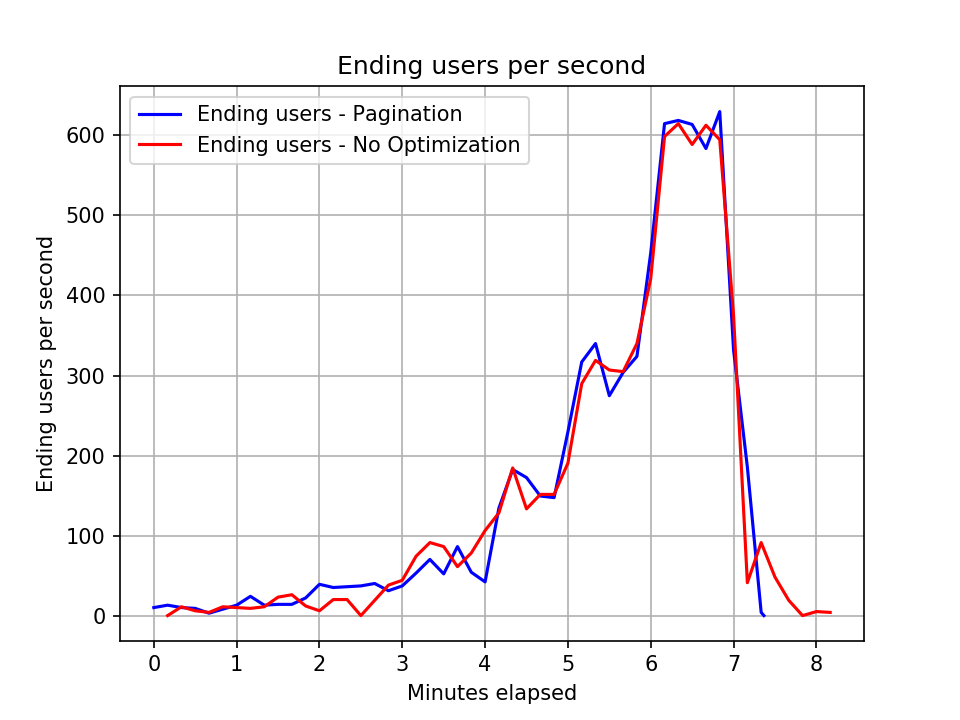 Ending users per second
Ending users - Pagination
Ending users - No Optimization
Ending users per second
600
500
400
300
200
100
0
0 1 2 3 4 5 6 7 8
Minutes elapsed